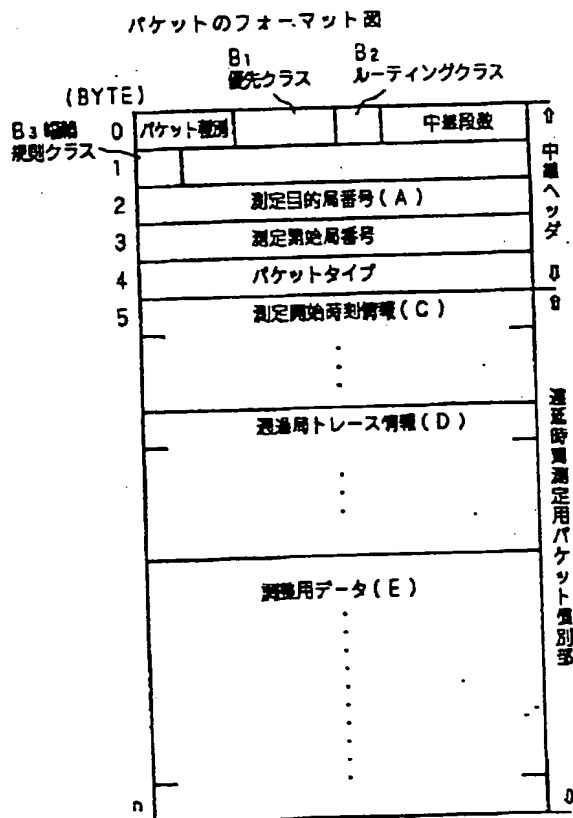 パケットのフォーマット図
B1
優先クラス
B2
ルーティングクラス
(BYTE)
B3 輻輳
規制クラス
0
パケット種別
中継段数
1
2
測定目的局番号(A)
3
測定開始局番号
4
パケットタイプ
5
測定開始時刻情報(C)
通過局トレース情報(D)
調整用データ(E)
n
中継ヘッダ
遅延時間測定用パケット個別部